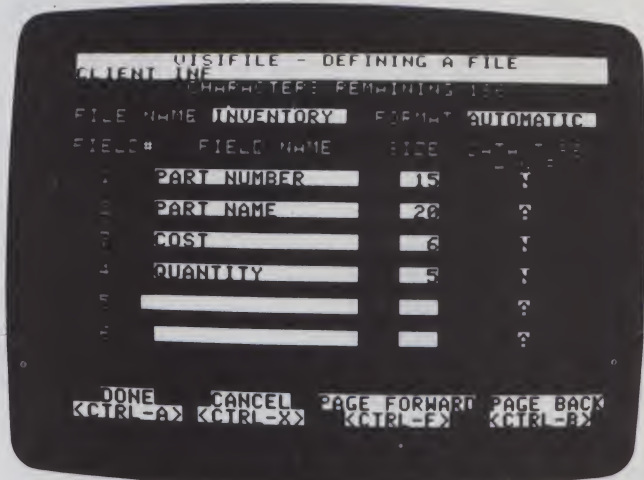 VISIFILE - DEFINING A FILE
CLIENT INF
CHARACTERS REMAINING
FILE NAME INVENTORY FORMAT AUTOMATIC
FIELD# FIELD NAME SIZE
1 PART NUMBER 15
2 PART NAME 20
3 COST 6
4 QUANTITY 5
5
6
DONE CANCEL PAGE FORWARD PAGE BACK
<CTRL-A> <CTRL-X> <CTRL-F> <CTRL-B>